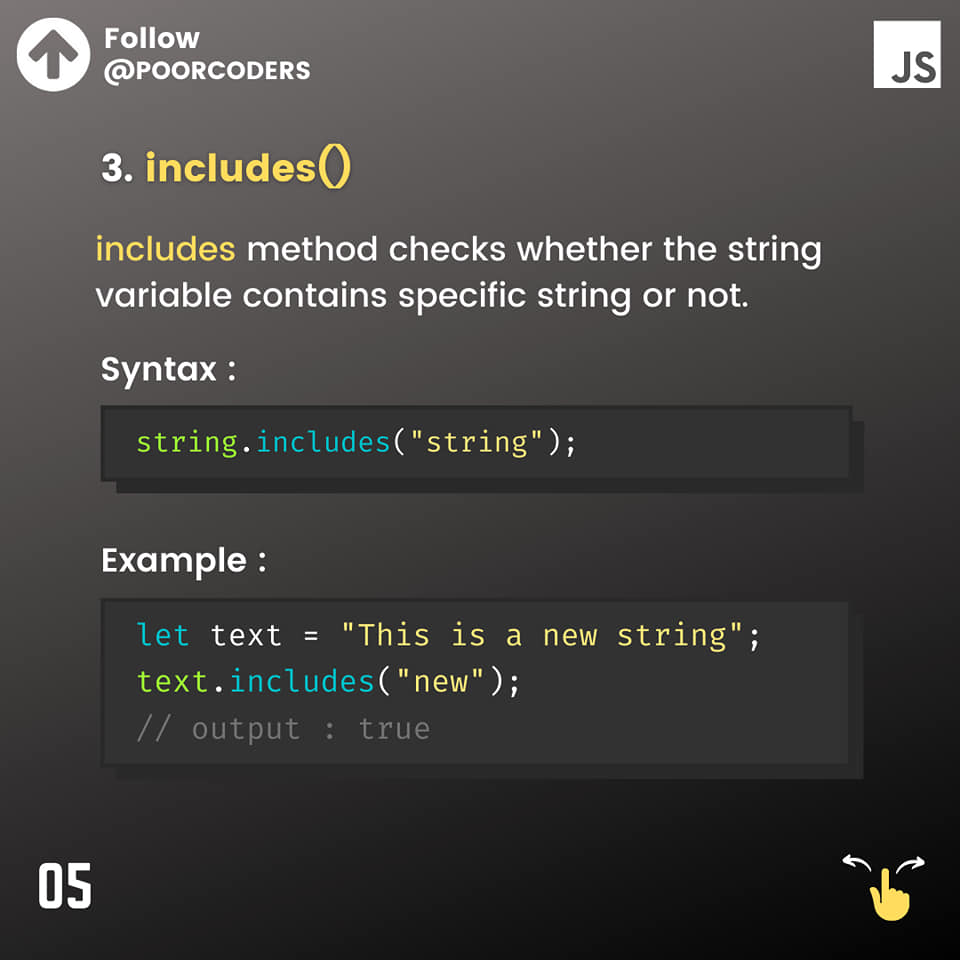 Follow
@POORCODERS
JS
3. includes()
includes method checks whether the string
variable contains specific string or not.
Syntax :
string.includes("string");
Example :
let text = "This is a new string";
text.includes("new");
// output : true
05